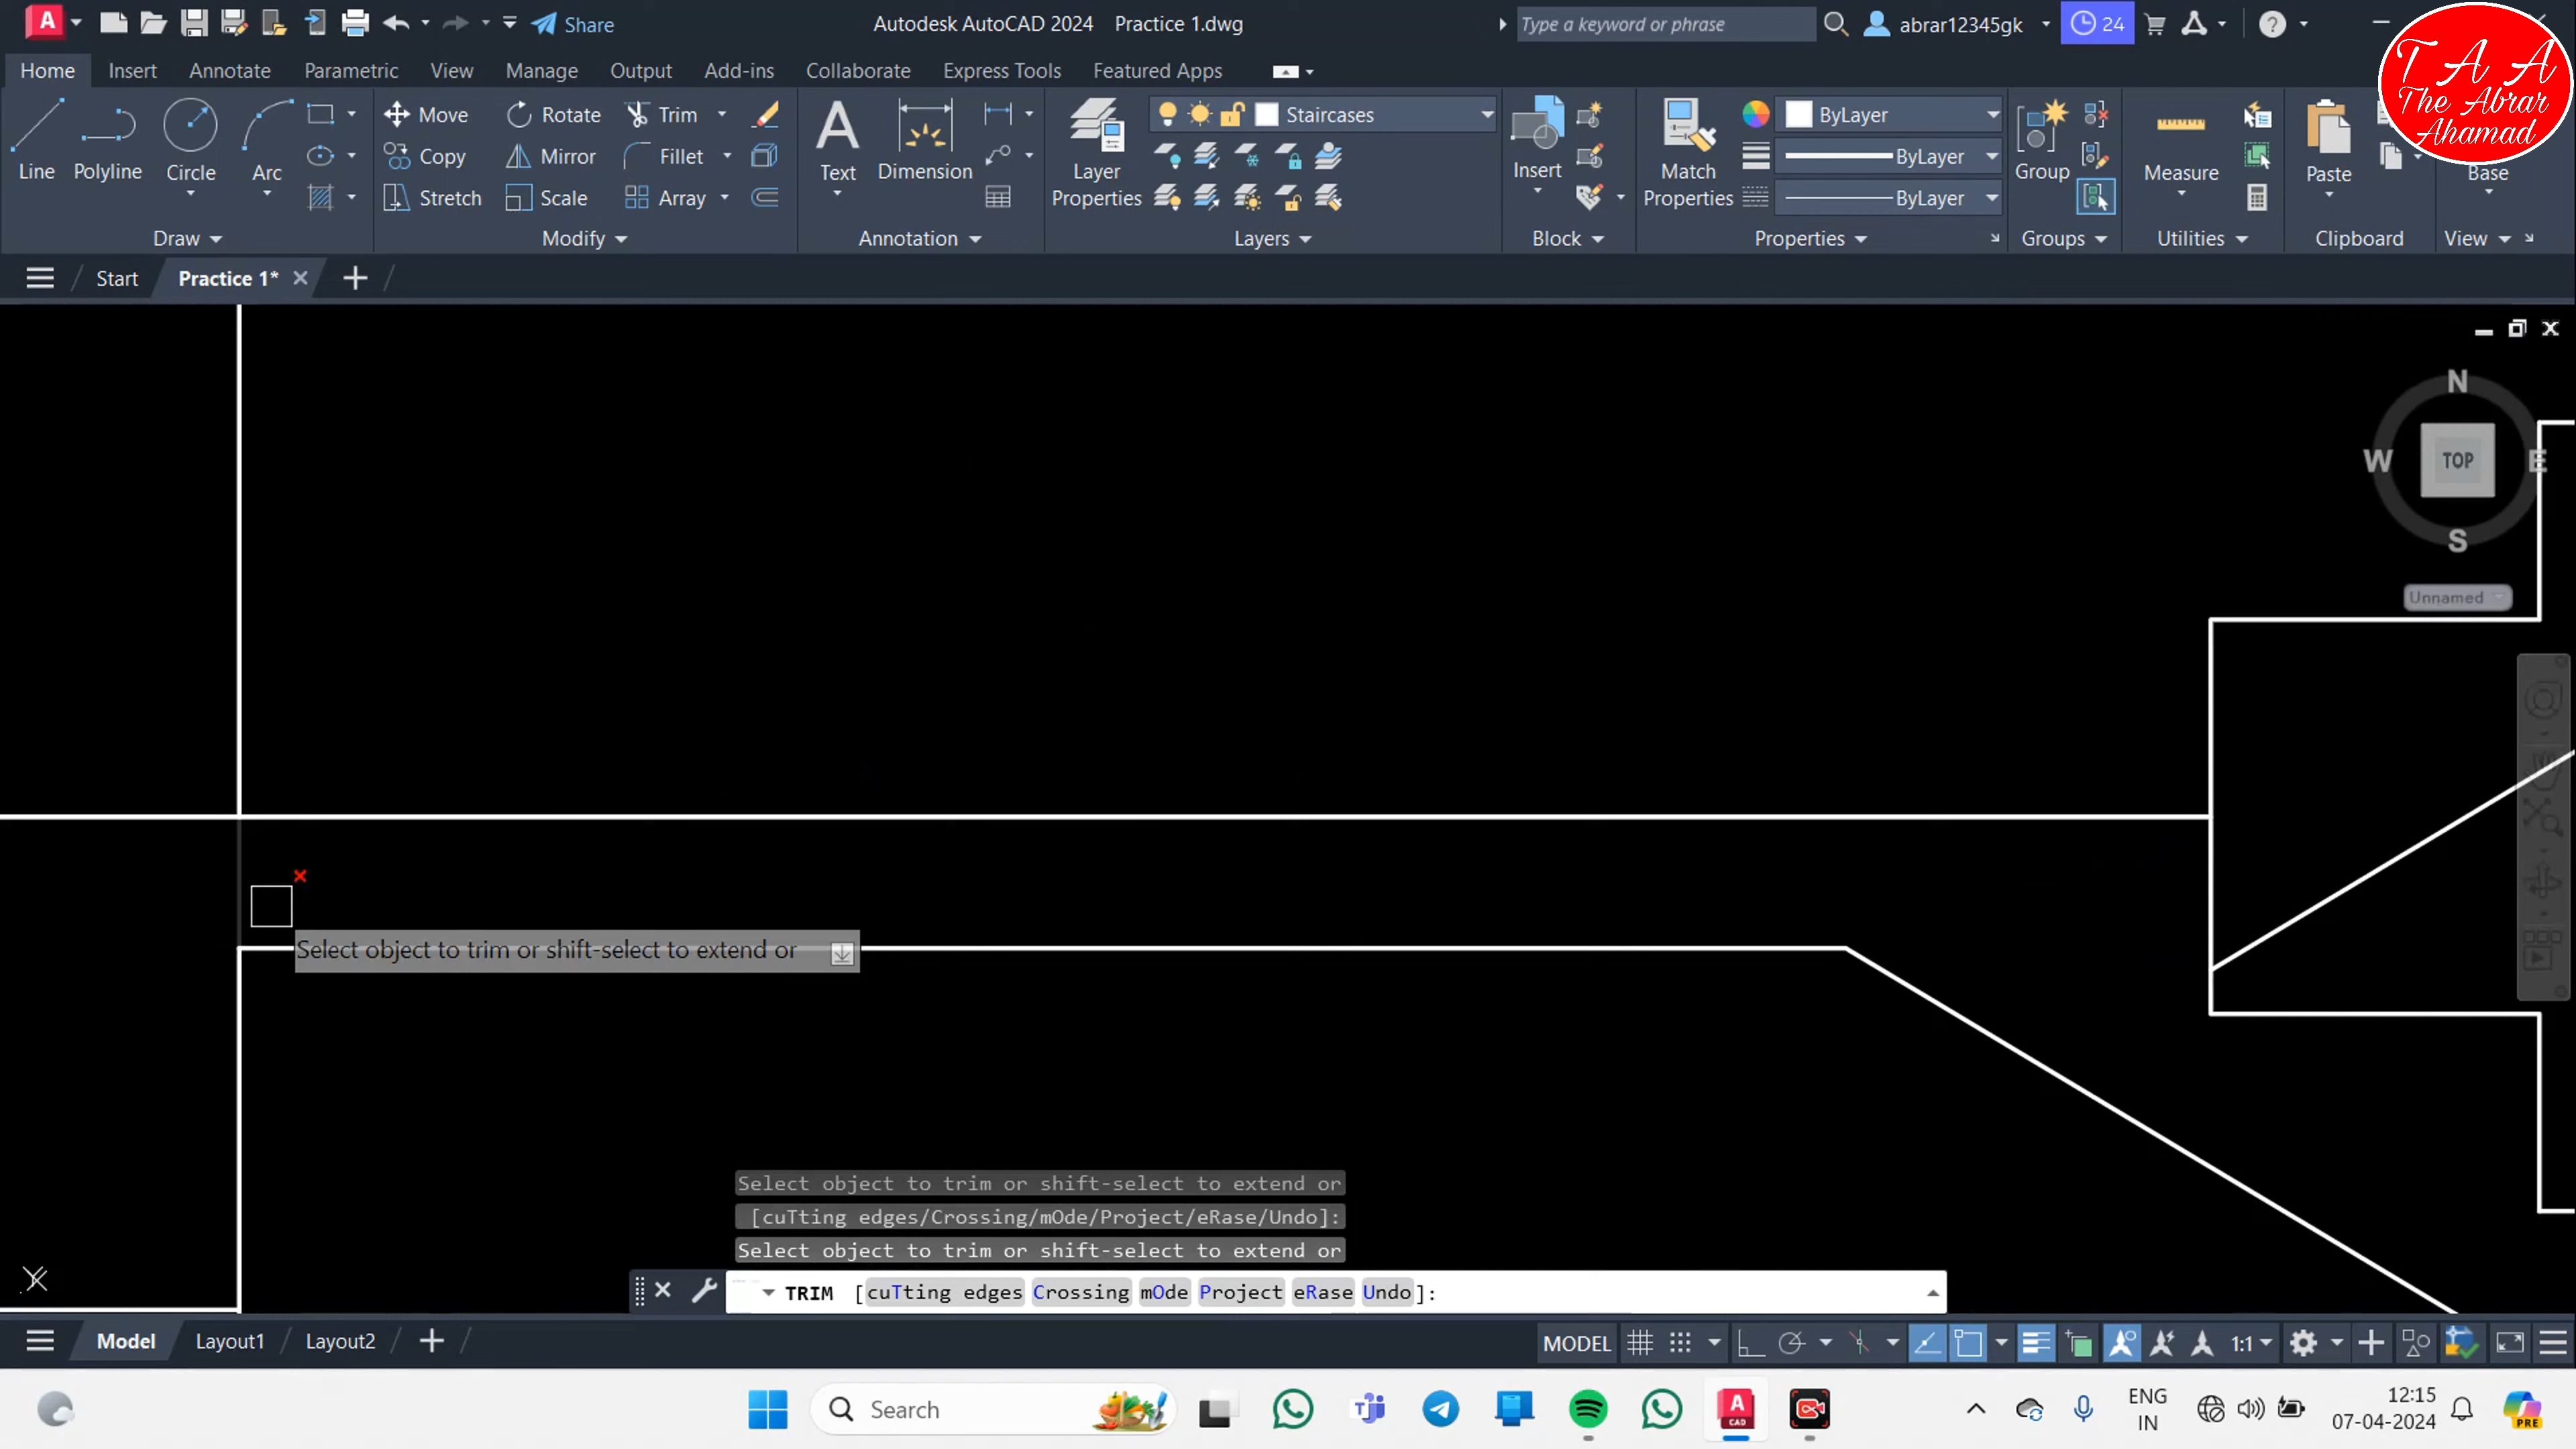 Share
Autodesk AutoCAD 2024 Practice 1.dwg
Type a keyword or phrase
abrar12345gk
24
T A A
The Abrar
Ahamad
Home Insert Annotate Parametric View Manage Output Add-ins Collaborate Express Tools Featured Apps
Line Polyline Circle Arc
Move Rotate Trim
Copy Mirror Fillet
Stretch Scale Array
Text Dimension
Layer Properties
Staircases
Insert
Match Properties
ByLayer
ByLayer
ByLayer
Group
Measure
Paste
Base
Draw Modify Annotation Layers Block Properties Groups Utilities Clipboard View
Start Practice 1*
N
W TOP E
S
Unnamed
Select object to trim or shift-select to extend or
Select object to trim or shift-select to extend or
[cuTting edges/Crossing/mOde/Project/eRase/Undo]:
Select object to trim or shift-select to extend or
TRIM [cuTting edges Crossing mOde Project eRase Undo]:
Model Layout1 Layout2
MODEL 1:1
Search
ENG
IN
12:15
07-04-2024
PRE